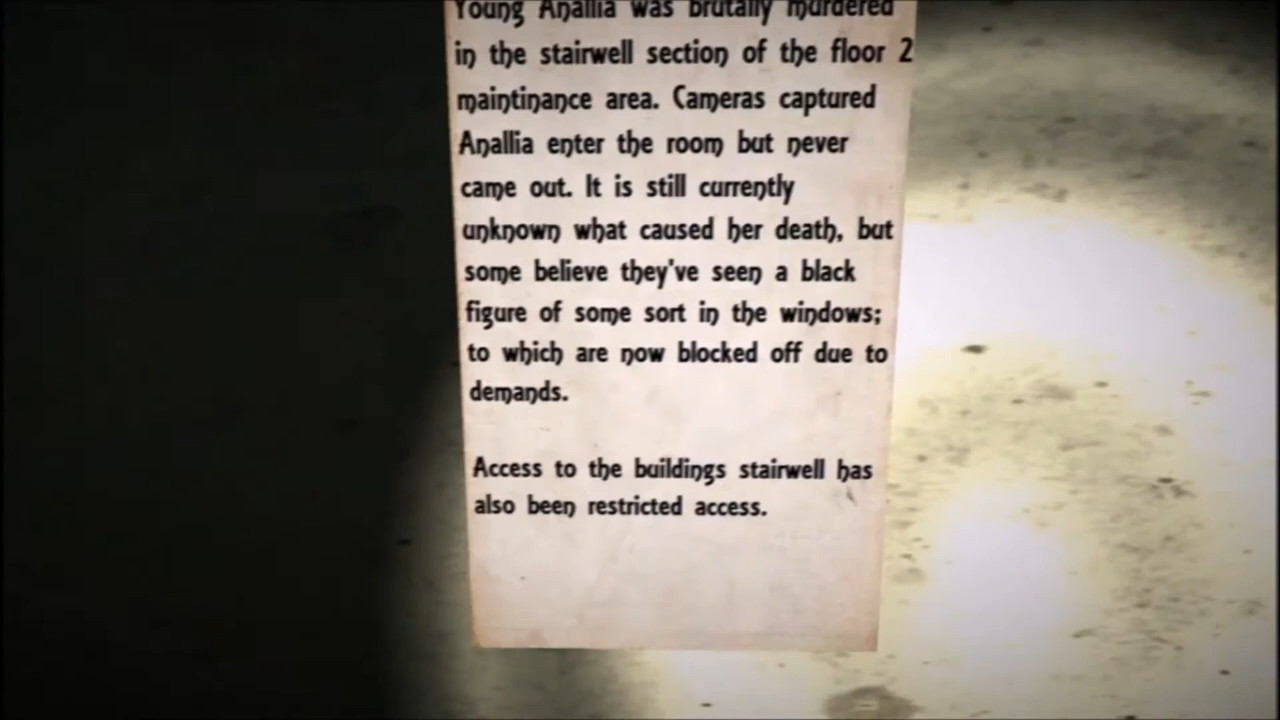 Young Anallia was brutally murdered
in the stairwell section of the floor 2
maintinance area. Cameras captured
Anallia enter the room but never
came out. It is still currently
unknown what caused her death, but
some believe they've seen a black
figure of some sort in the windows;
to which are now blocked off due to
demands.
Access to the buildings stairwell has
also been restricted access.